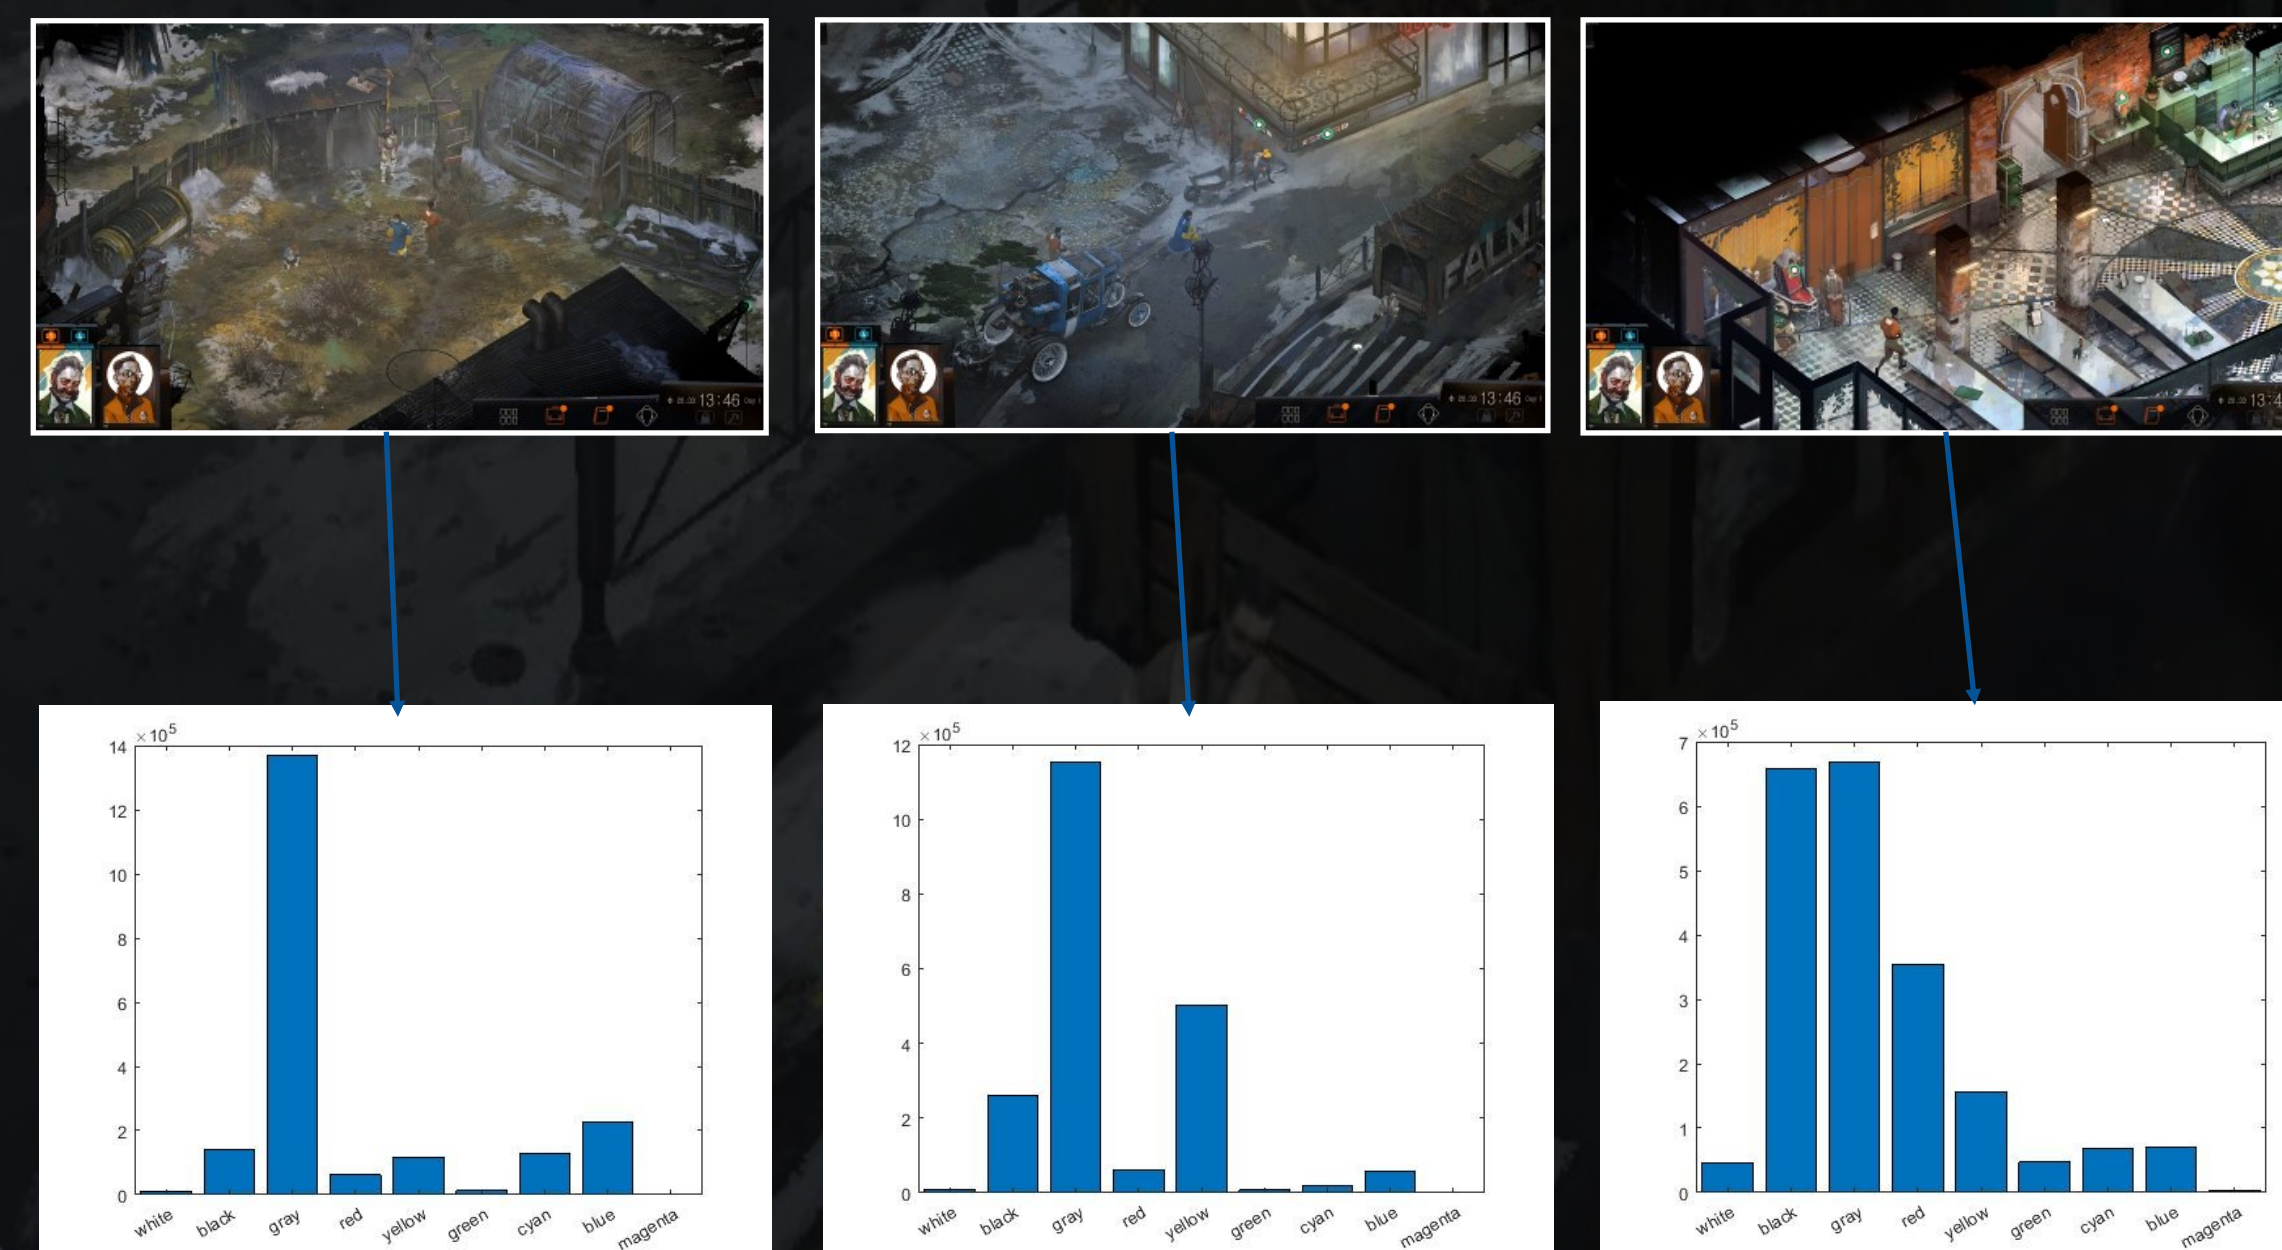 FALN
13:46
13:46
13:4
×10^5
14
12
10
8
6
4
2
0
white
black
gray
red
yellow
green
cyan
blue
magenta
×10^5
12
10
8
6
4
2
0
white
black
gray
red
yellow
green
cyan
blue
magenta
×10^5
7
6
5
4
3
2
1
0
white
black
gray
red
yellow
green
cyan
blue
magenta